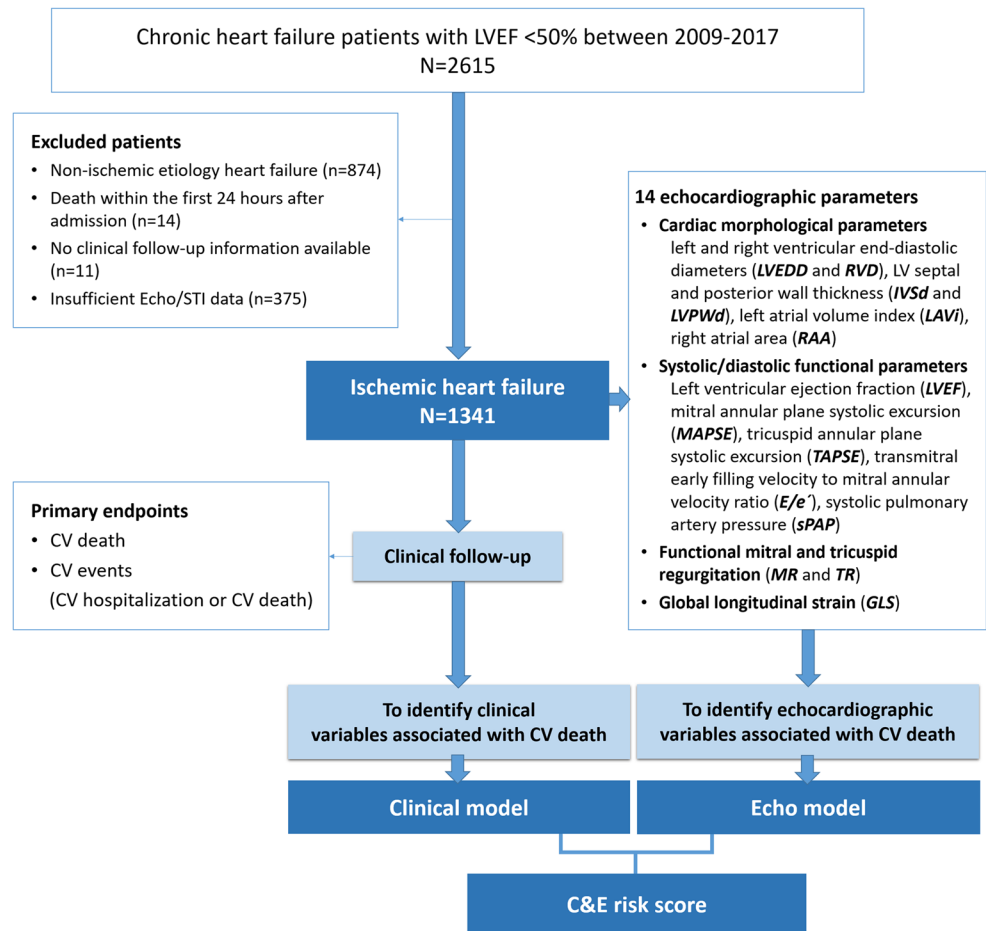 Chronic heart failure patients with LVEF <50% between 2009-2017
N=2615
Excluded patients
• Non-ischemic etiology heart failure (n=874)
• Death within the first 24 hours after
admission (n=14)
• No clinical follow-up information available
(n=11)
• Insufficient Echo/STI data (n=375)
14 echocardiographic parameters
• Cardiac morphological parameters
left and right ventricular end-diastolic
diameters (LVEDD and RVD), LV septal
and posterior wall thickness (IVSd and
LVPWd), left atrial volume index (LAVi),
right atrial area (RAA)
• Systolic/diastolic functional parameters
Left ventricular ejection fraction (LVEF),
mitral annular plane systolic excursion
(MAPSE), tricuspid annular plane
systolic excursion (TAPSE), transmitral
early filling velocity to mitral annular
velocity ratio (E/e´), systolic pulmonary
artery pressure (sPAP)
• Functional mitral and tricuspid
regurgitation (MR and TR)
• Global longitudinal strain (GLS)
Ischemic heart failure
N=1341
Primary endpoints
• CV death
• CV events
(CV hospitalization or CV death)
Clinical follow-up
To identify clinical
variables associated with CV death
To identify echocardiographic
variables associated with CV death
Clinical model
Echo model
C&E risk score